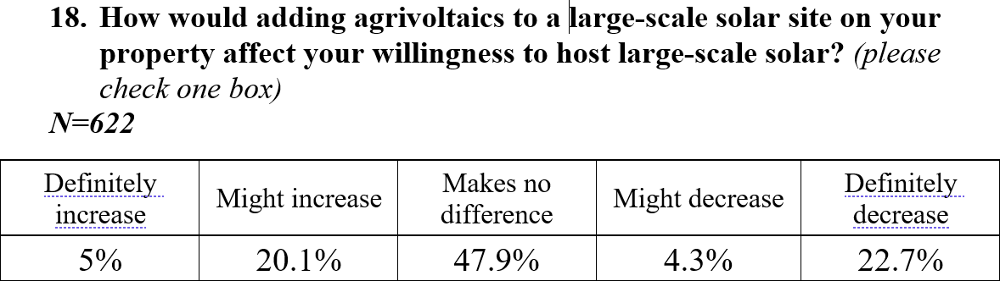 18. How would adding agrivoltaics to a large-scale solar site on your
property affect your willingness to host large-scale solar? (please
check one box)
N=622
Definitely increase
Might increase
Makes no difference
Might decrease
Definitely decrease
5%
20.1%
47.9%
4.3%
22.7%